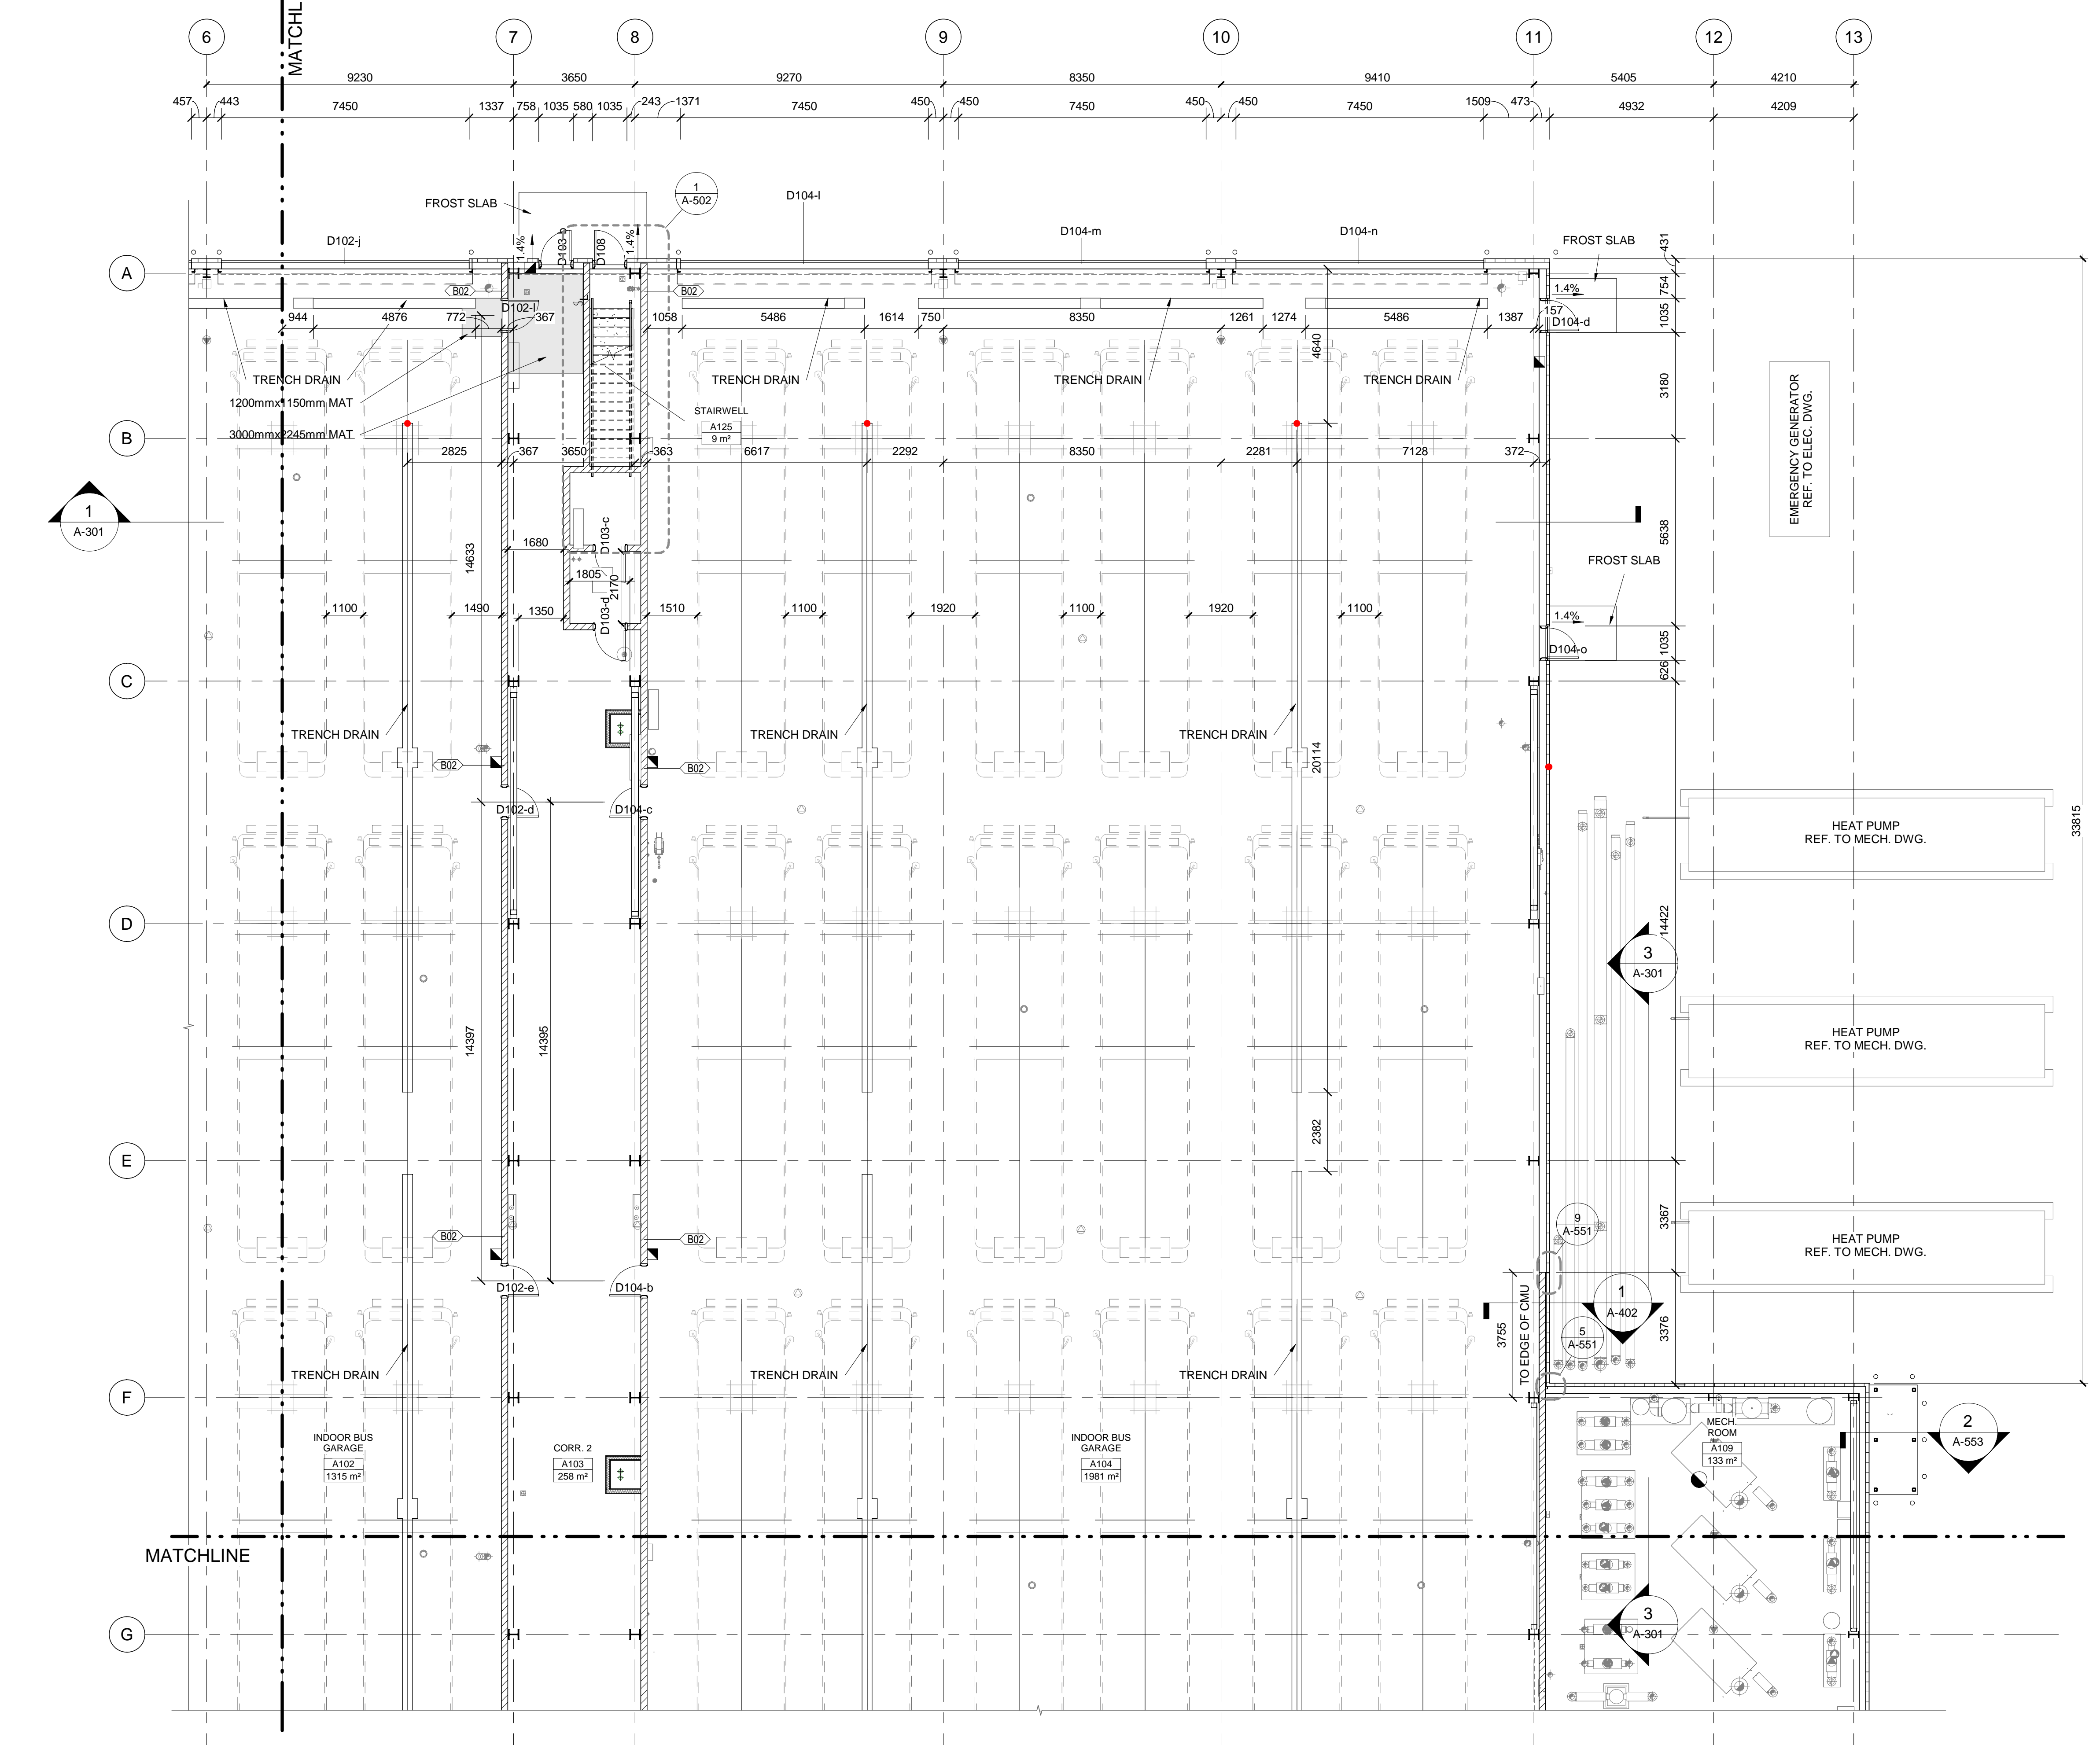 MATCHL
6
7
8
9
10
11
12
13
9230
3650
9270
8350
9410
5405
4210
457
443
7450
1337
758
1035
580
1035
243
1371
7450
450
450
7450
450
450
7450
1509
473
4932
4209
1
A-502
FROST SLAB
D104-l
D102-j
1.4%
D103-b
D108
1.4%
D104-m
D104-n
FROST SLAB
431
A
B02
B02
1.4%
754
D102-l
157
D104-d
1035
944
4876
772
367
1058
5486
1614
750
8350
1261
1274
5486
1387
4640
TRENCH DRAIN
TRENCH DRAIN
TRENCH DRAIN
TRENCH DRAIN
3180
1200mmx1150mm MAT
3000mmx2245mm MAT
STAIRWELL
A125
9 m²
EMERGENCY GENERATOR
REF. TO ELEC. DWG.
B
2825
367
3650
363
6617
2292
8350
2281
7128
372
1
A-301
14633
1680
D103-c
1805
2170
D103-d
5638
FROST SLAB
1100
1490
1350
1510
1100
1920
1100
1920
1100
1.4%
1035
D104-o
626
C
TRENCH DRAIN
TRENCH DRAIN
TRENCH DRAIN
20114
B02
B02
D102-d
D104-c
33815
HEAT PUMP
REF. TO MECH. DWG.
D
14422
3
A-301
14397
14395
HEAT PUMP
REF. TO MECH. DWG.
2382
E
B02
B02
3367
9
A-551
HEAT PUMP
REF. TO MECH. DWG.
D102-e
D104-b
1
A-402
3755
TO EDGE OF CMU
5
A-551
3376
TRENCH DRAIN
TRENCH DRAIN
TRENCH DRAIN
F
INDOOR BUS
GARAGE
A102
1315 m²
CORR. 2
A103
258 m²
INDOOR BUS
GARAGE
A104
1981 m²
MECH.
ROOM
A109
133 m²
2
A-553
MATCHLINE
3
A-301
G